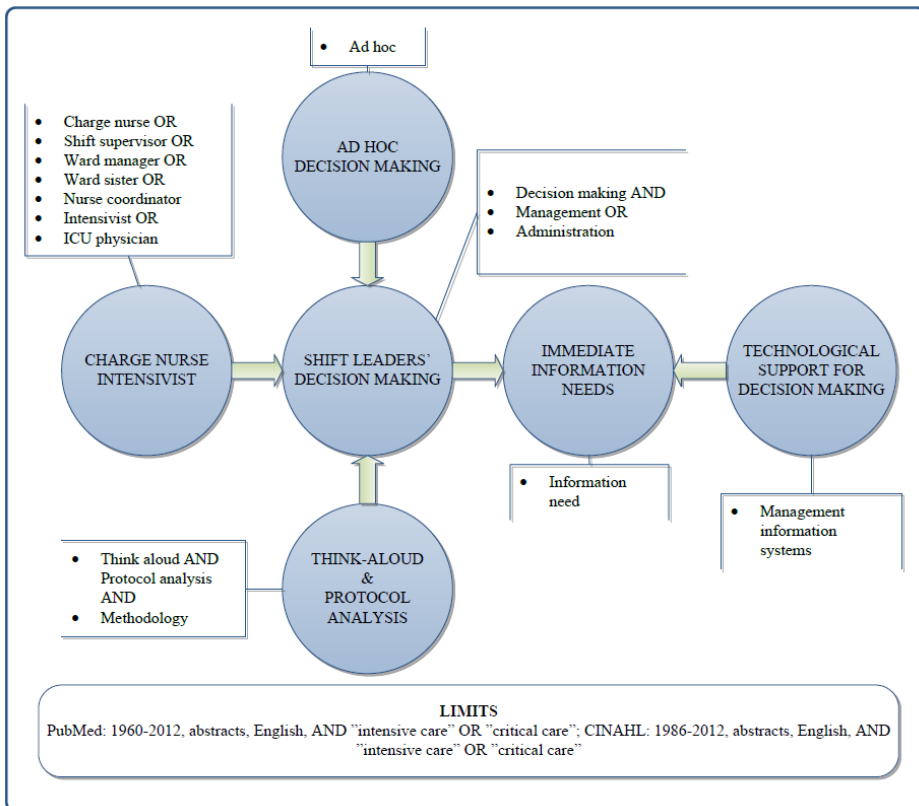 • Ad hoc
AD HOC
DECISION MAKING
• Charge nurse OR
• Shift supervisor OR
• Ward manager OR
• Ward sister OR
• Nurse coordinator
• Intensivist OR
• ICU physician
• Decision making AND
• Management OR
• Administration
CHARGE NURSE
INTENSIVIST
SHIFT LEADERS’
DECISION MAKING
IMMEDIATE
INFORMATION
NEEDS
TECHNOLOGICAL
SUPPORT FOR
DECISION MAKING
• Information
need
• Management
information
systems
• Think aloud AND
Protocol analysis
AND
• Methodology
THINK-ALOUD
&
PROTOCOL
ANALYSIS
LIMITS
PubMed: 1960-2012, abstracts, English, AND ”intensive care” OR “critical care”; CINAHL: 1986-2012, abstracts, English, AND
”intensive care” OR “critical care”